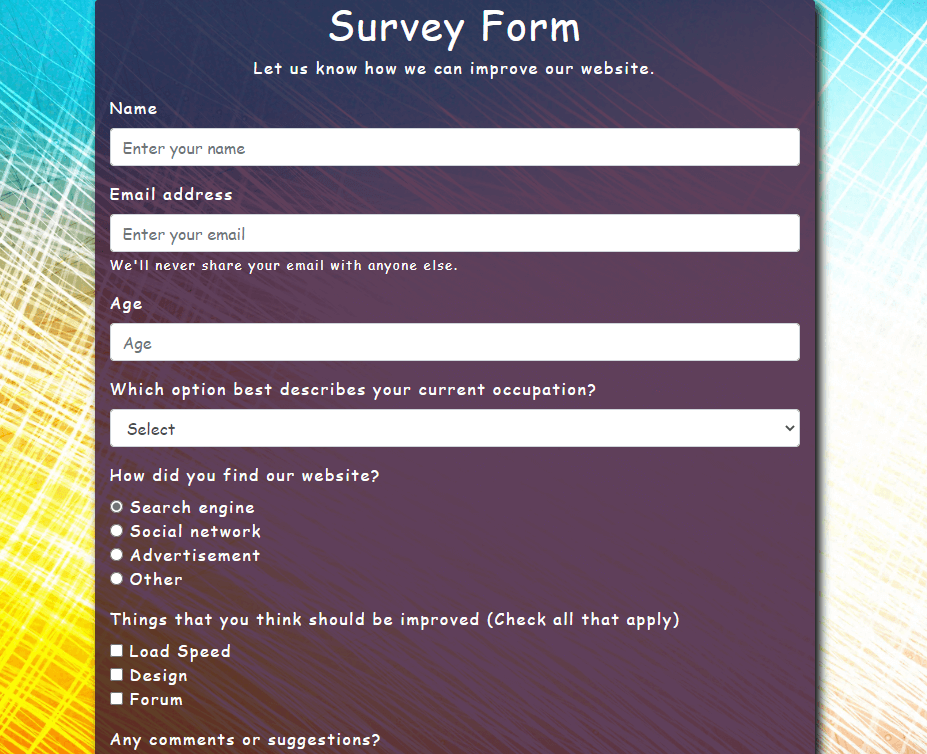 Survey Form
Let us know how we can improve our website.
Name
Enter your name
Email address
Enter your email
We'll never share your email with anyone else.
Age
Age
Which option best describes your current occupation?
Select
How did you find our website?
Search engine
Social network
Advertisement
Other
Things that you think should be improved (Check all that apply)
Load Speed
Design
Forum
Any comments or suggestions?